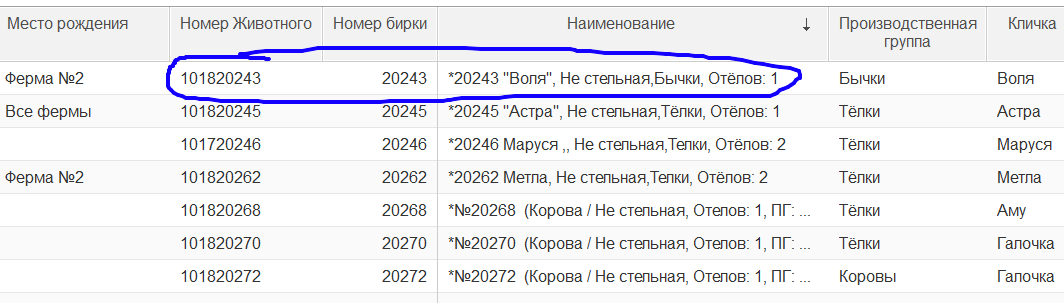 Место рождения Номер Животного Номер бирки Наименование ↓ Производственная группа Кличка
Ферма №2 101820243 20243 *20243 "Воля", Не стельная,Бычки, Отёлов: 1 Бычки Воля
Все фермы 101820245 20245 *20245 "Астра", Не стельная,Тёлки, Отёлов: 1 Тёлки Астра
101720246 20246 *20246 Маруся ,, Не стельная,Телки, Отёлов: 2 Тёлки Маруся
Ферма №2 101820262 20262 *20262 Метла, Не стельная,Телки, Отёлов: 2 Тёлки Метла
101820268 20268 *№20268 (Корова / Не стельная, Отелов: 1, ПГ: ... Тёлки Аму
101820270 20270 *№20270 (Корова / Не стельная, Отелов: 1, ПГ: ... Тёлки Галочка
101820272 20272 *№20272 (Корова / Не стельная, Отелов: 1, ПГ: ... Коровы Галочка